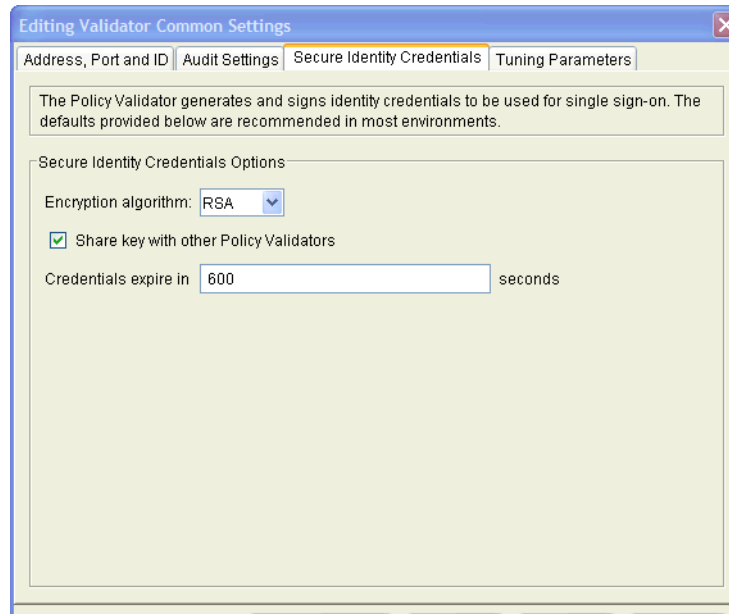 Editing Validator Common Settings
Address, Port and ID Audit Settings Secure Identity Credentials Tuning Parameters
The Policy Validator generates and signs identity credentials to be used for single sign-on. The
defaults provided below are recommended in most environments.
Secure Identity Credentials Options
Encryption algorithm: RSA
Share key with other Policy Validators
Credentials expire in 600 seconds